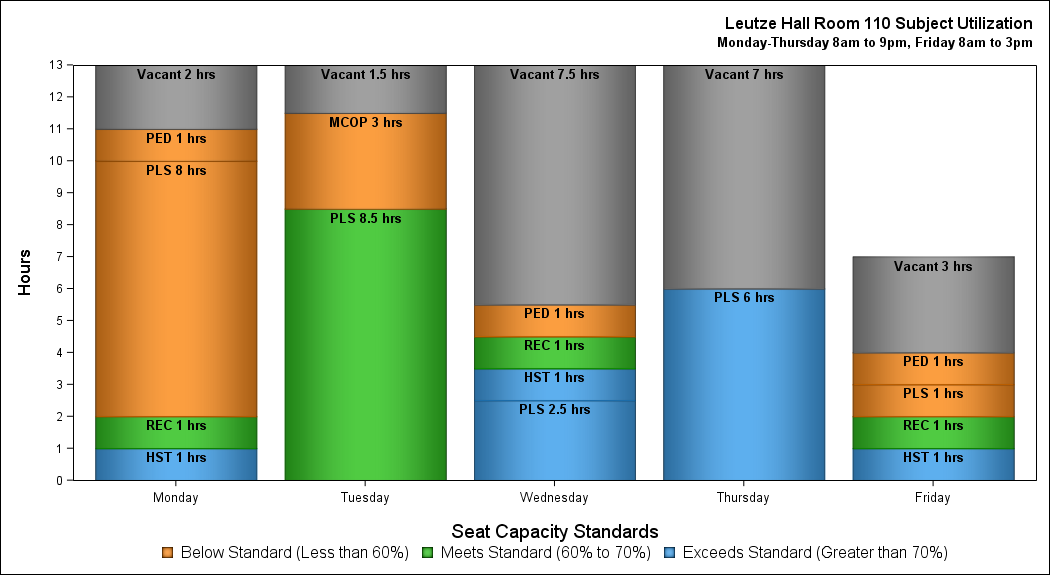 Leutze Hall Room 110 Subject Utilization
Monday-Thursday 8am to 9pm, Friday 8am to 3pm
Hours
13
12
11
10
9
8
7
6
5
4
3
2
1
0
Vacant 2 hrs
PED 1 hrs
PLS 8 hrs
REC 1 hrs
HST 1 hrs
Vacant 1.5 hrs
MCOP 3 hrs
PLS 8.5 hrs
Vacant 7.5 hrs
PED 1 hrs
REC 1 hrs
HST 1 hrs
PLS 2.5 hrs
Vacant 7 hrs
PLS 6 hrs
Vacant 3 hrs
PED 1 hrs
PLS 1 hrs
REC 1 hrs
HST 1 hrs
Monday Tuesday Wednesday Thursday Friday
Seat Capacity Standards
Below Standard (Less than 60%) Meets Standard (60% to 70%) Exceeds Standard (Greater than 70%)